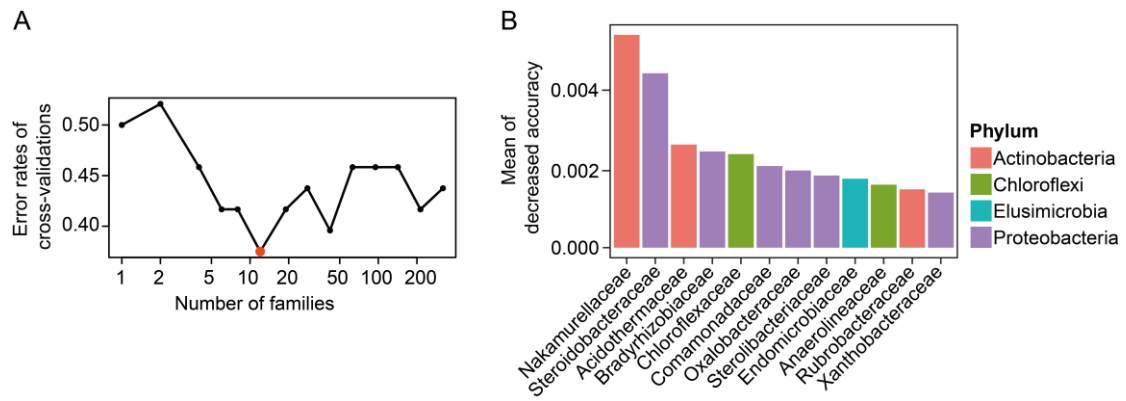 A
Error rates of
cross-validations
0.50
0.45
0.40
1 2 5 10 20 50 100 200
Number of families
B
Mean of
decreased accuracy
0.004
0.002
0.000
Nakamurellaceae
Steroidobacteraceae
Acidothermaceae
Bradyrhizobiaceae
Chloroflexaceae
Comamonadaceae
Oxalobacteraceae
Sterolibacteriaceae
Endomicrobiaceae
Anaerolineaceae
Rubrobacteraceae
Xanthobacteraceae
Phylum
Actinobacteria
Chloroflexi
Elusimicrobia
Proteobacteria